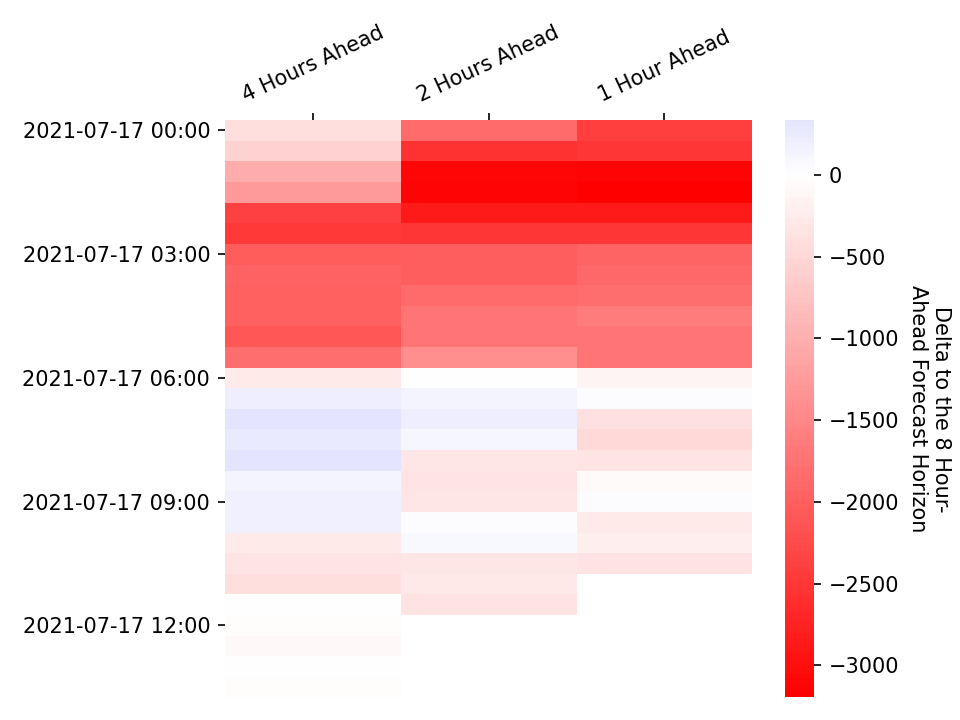 4 Hours Ahead
2 Hours Ahead
1 Hour Ahead
2021-07-17 00:00
2021-07-17 03:00
2021-07-17 06:00
2021-07-17 09:00
2021-07-17 12:00
0
−500
−1000
−1500
−2000
−2500
−3000
Delta to the 8 Hour-
Ahead Forecast Horizon